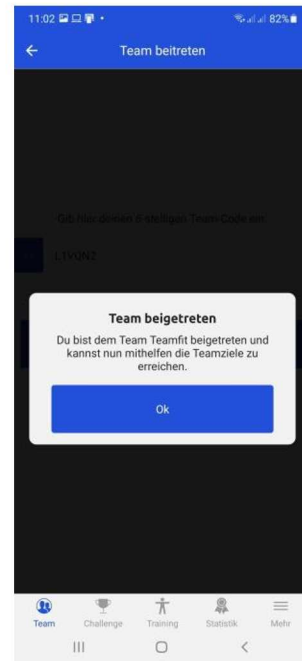 11:02
82%
Team beitreten
Gib hier deinen 6-stelligen Team-Code ein
L1VQN2
Team beigetreten
Du bist dem Team Teamfit beigetreten und
kannst nun mithelfen die Teamziele zu
erreichen.
Ok
Team Challenge Training Statistik Mehr